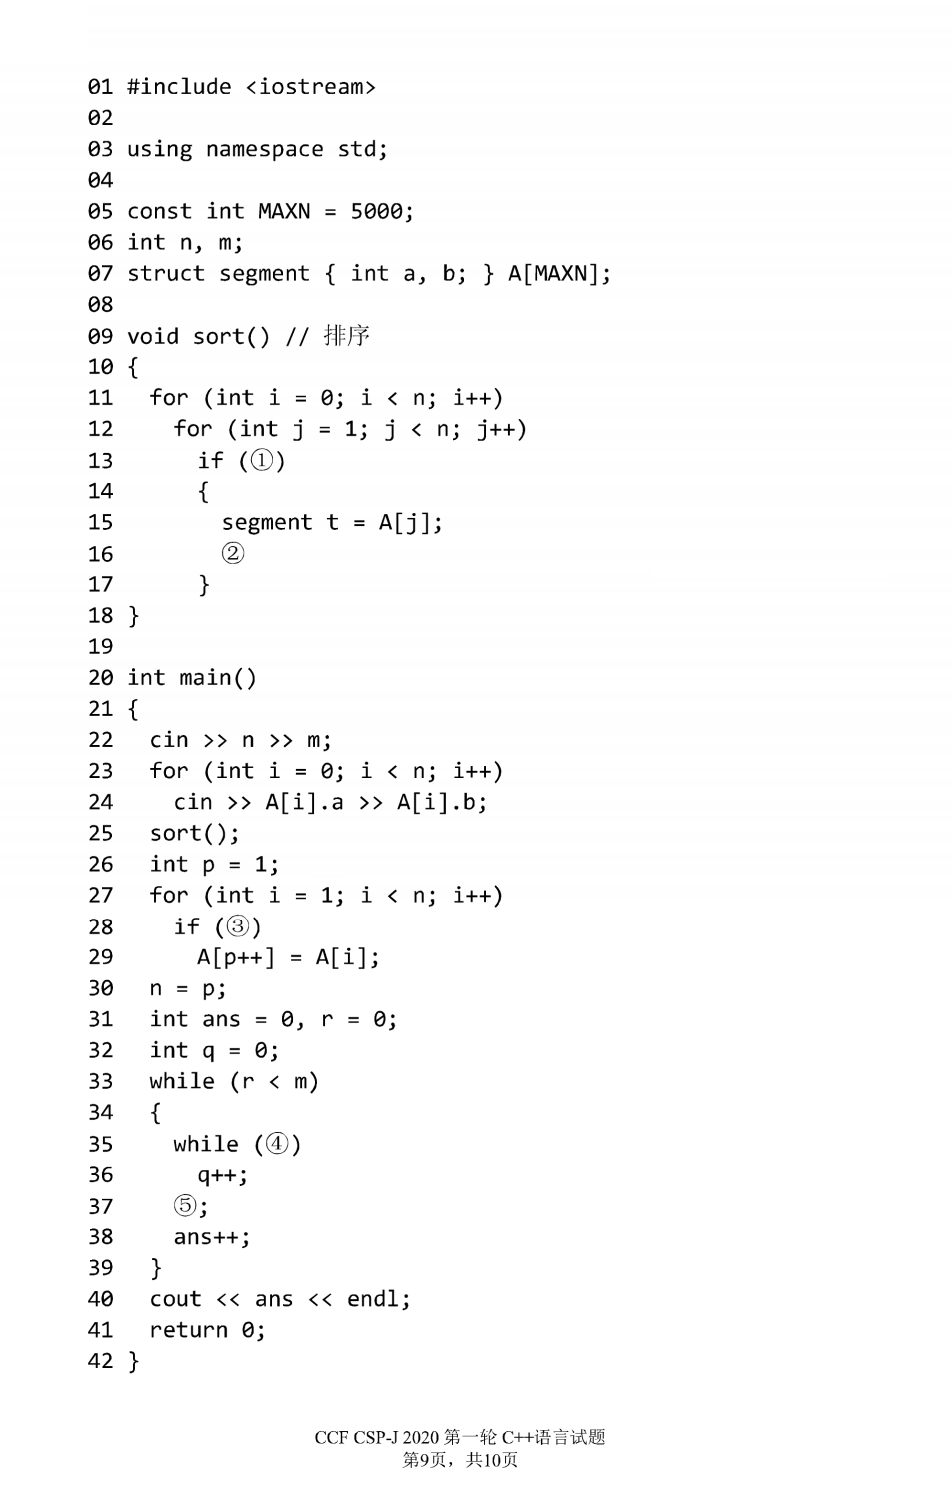 01 #include <iostream>
02
03 using namespace std;
04
05 const int MAXN = 5000;
06 int n, m;
07 struct segment { int a, b; } A[MAXN];
08
09 void sort() // 排序
10 {
11   for (int i = 0; i < n; i++)
12     for (int j = 1; j < n; j++)
13       if (①)
14       {
15         segment t = A[j];
16         ②
17       }
18 }
19
20 int main()
21 {
22   cin >> n >> m;
23   for (int i = 0; i < n; i++)
24     cin >> A[i].a >> A[i].b;
25   sort();
26   int p = 1;
27   for (int i = 1; i < n; i++)
28     if (③)
29       A[p++] = A[i];
30   n = p;
31   int ans = 0, r = 0;
32   int q = 0;
33   while (r < m)
34   {
35     while (④)
36       q++;
37     ⑤;
38     ans++;
39   }
40   cout << ans << endl;
41   return 0;
42 }
CCF CSP-J 2020 第一轮 C++语言试题
第9页，共10页